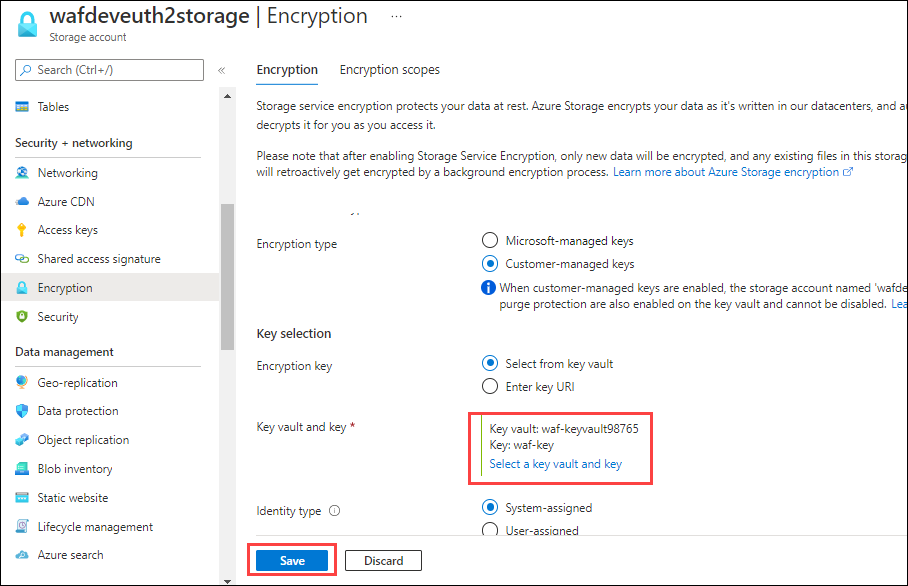 wafdeveuth2storage | Encryption ...
Storage account
Search (Ctrl+/)
«
Tables
Security + networking
Networking
Azure CDN
Access keys
Shared access signature
Encryption
Security
Data management
Geo-replication
Data protection
Object replication
Blob inventory
Static website
Lifecycle management
Azure search
Encryption
Encryption scopes
Storage service encryption protects your data at rest. Azure Storage encrypts your data as it's written in our datacenters, and au
decrypts it for you as you access it.
Please note that after enabling Storage Service Encryption, only new data will be encrypted, and any existing files in this storag
will retroactively get encrypted by a background encryption process. Learn more about Azure Storage encryption
Encryption type
Microsoft-managed keys
Customer-managed keys
When customer-managed keys are enabled, the storage account named 'wafde
purge protection are also enabled on the key vault and cannot be disabled. Lea
Key selection
Encryption key
Select from key vault
Enter key URI
Key vault and key *
Key vault: waf-keyvault98765
Key: waf-key
Select a key vault and key
Identity type
System-assigned
User-assigned
Save
Discard